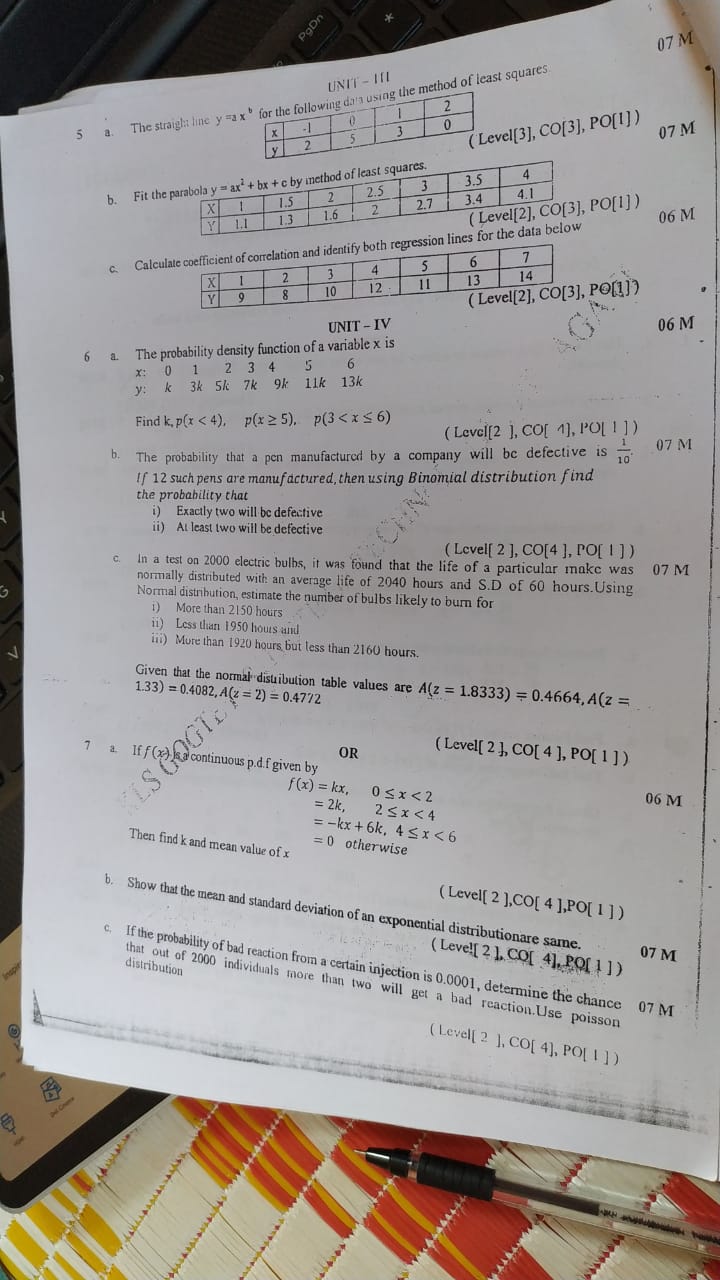 PgDn
*
UNIT - III
07 M
5 a. The straight line y =a x^b for the following data using the method of least squares
x -1 0 1 2
y 2 5 3 0
( Level[3], CO[3], PO[1] )
07 M
b. Fit the parabola y = ax² + bx + c by method of least squares.
X 1 1.5 2 2.5 3 3.5 4
Y 1.1 1.3 1.6 2 2.7 3.4 4.1
( Level[2], CO[3], PO[1] )
06 M
c. Calculate coefficient of correlation and identify both regression lines for the data below
X 1 2 3 4 5 6 7
Y 9 8 10 12 11 13 14
( Level[2], CO[3], PO[1] )
UNIT – IV
06 M
6 a. The probability density function of a variable x is
x: 0 1 2 3 4 5 6
y: k 3k 5k 7k 9k 11k 13k
Find k, p(x < 4), p(x ≥ 5), p(3 < x ≤ 6)
( Level[2 ], CO[ 4], PO[ 1 ] )
b. The probability that a pen manufactured by a company will be defective is 1/10. 07 M
If 12 such pens are manufactured, then using Binomial distribution find
the probability that
i) Exactly two will be defective
ii) At least two will be defective
( Level[ 2 ], CO[4 ], PO[ 1 ] )
c. In a test on 2000 electric bulbs, it was found that the life of a particular make was 07 M
normally distributed with an average life of 2040 hours and S.D of 60 hours.Using
Normal distribution, estimate the number of bulbs likely to burn for
i) More than 2150 hours
ii) Less than 1950 hours and
iii) More than 1920 hours but less than 2160 hours.
Given that the normal distribution table values are A(z = 1.8333) = 0.4664, A(z =
1.33) = 0.4082, A(z = 2) = 0.4772
( Level[ 2 ], CO[ 4 ], PO[ 1 ] )
OR
7 a. If f(x) is a continuous p.d.f given by
06 M
f(x) = kx, 0 ≤ x < 2
= 2k, 2 ≤ x < 4
= −kx + 6k, 4 ≤ x < 6
= 0 otherwise
Then find k and mean value of x
( Level[ 2 ],CO[ 4 ],PO[ 1 ] )
b. Show that the mean and standard deviation of an exponential distributionare same.
07 M
( Level[ 2 ], CO[ 4], PO[ 1 ] )
c. If the probability of bad reaction from a certain injection is 0.0001, determine the chance 07 M
that out of 2000 individuals more than two will get a bad reaction.Use poisson
distribution
( Level[ 2 ], CO[ 4], PO[ 1 ] )